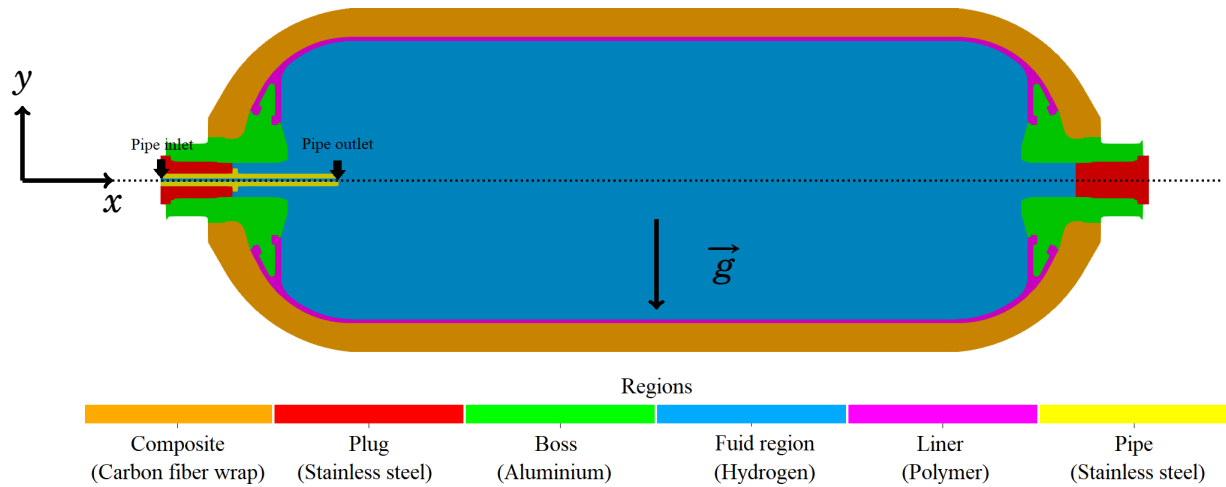 y
Pipe inlet
Pipe outlet
x
g
Regions
Composite
(Carbon fiber wrap)
Plug
(Stainless steel)
Boss
(Aluminium)
Fuid region
(Hydrogen)
Liner
(Polymer)
Pipe
(Stainless steel)